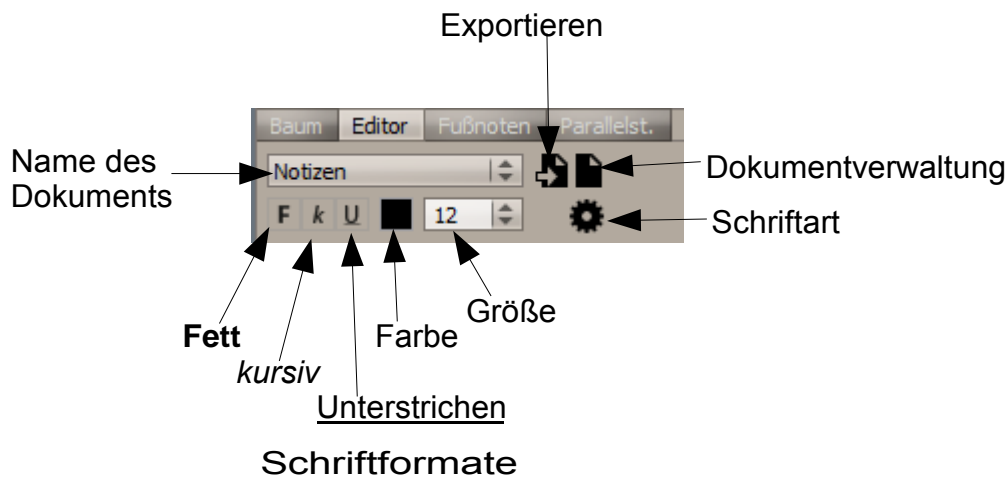 Exportieren
Baum Editor Fußnoten Parallelst.
Name des
Dokuments
Notizen
Dokumentverwaltung
F k U 12
Schriftart
Größe
Fett
Farbe
kursiv
Unterstrichen
Schriftformate